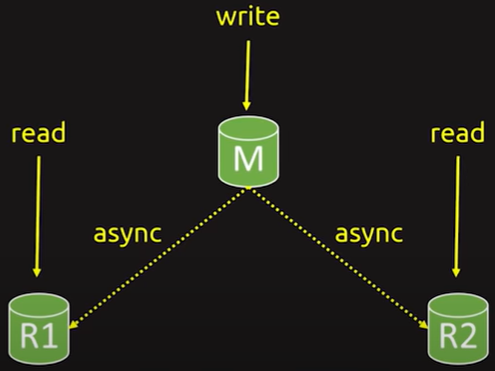 write
read
M
read
async
async
R1
R2